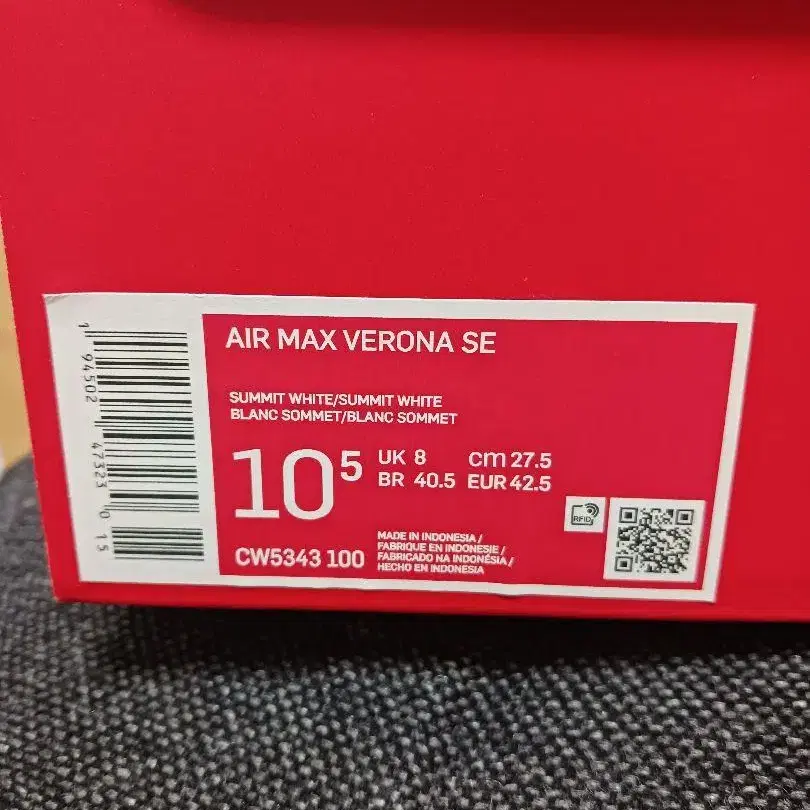 AIR MAX VERONA SE
SUMMIT WHITE/SUMMIT WHITE
BLANC SOMMET/BLANC SOMMET
10⁵
UK 8 cm 27.5
BR 40.5 EUR 42.5
CW5343 100
MADE IN INDONESIA/
FABRIQUE EN INDONESIE/
FABRICADO NA INDONÉSIA/
HECHO EN INDONESIA
RFID
1 94502 47323 0 15